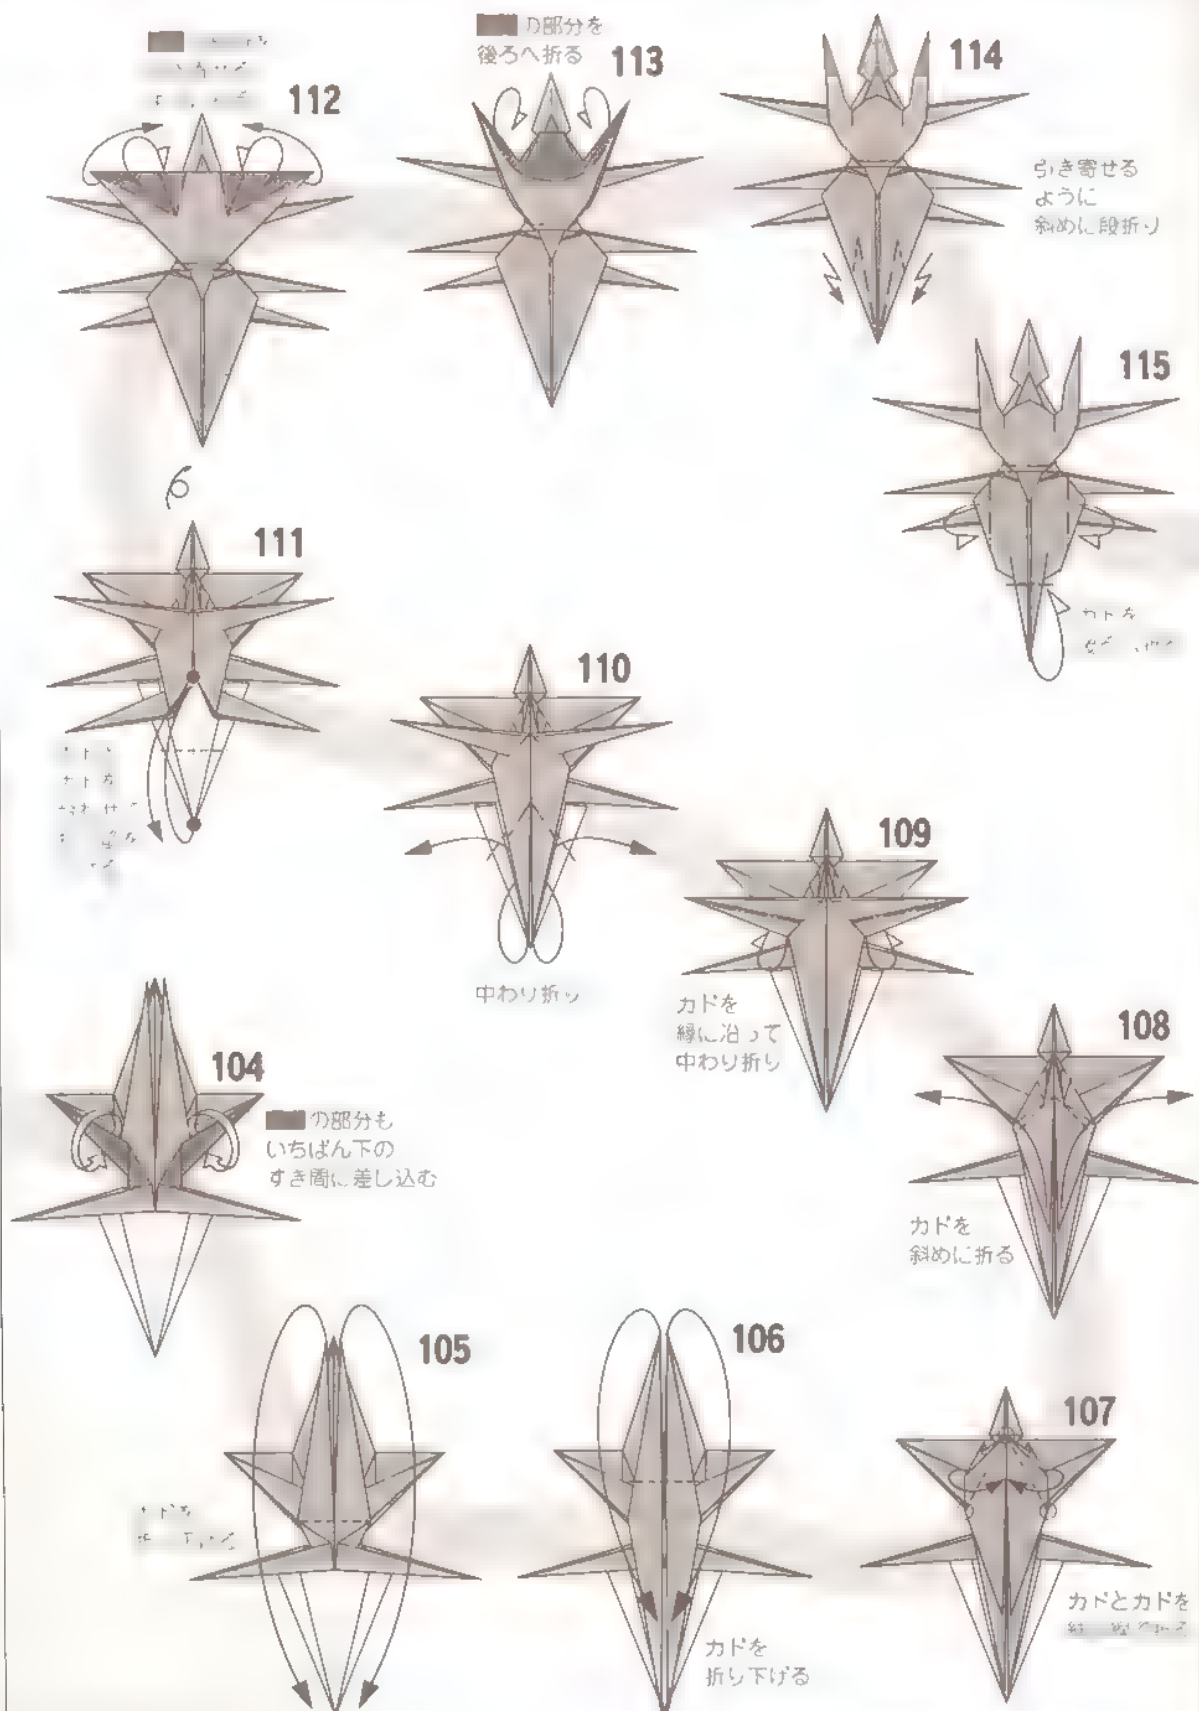 104
の部分も
いちばん下の
すき間に差し込む
105
106
カドを
折り下げる
107
カドとカドを
108
カドを
斜めに折る
109
カドを
縁に沿って
中わり折り
110
中わり折り
111
112
113
の部分を
後ろへ折る
114
引き寄せる
ように
斜めに段折り
115
カドを